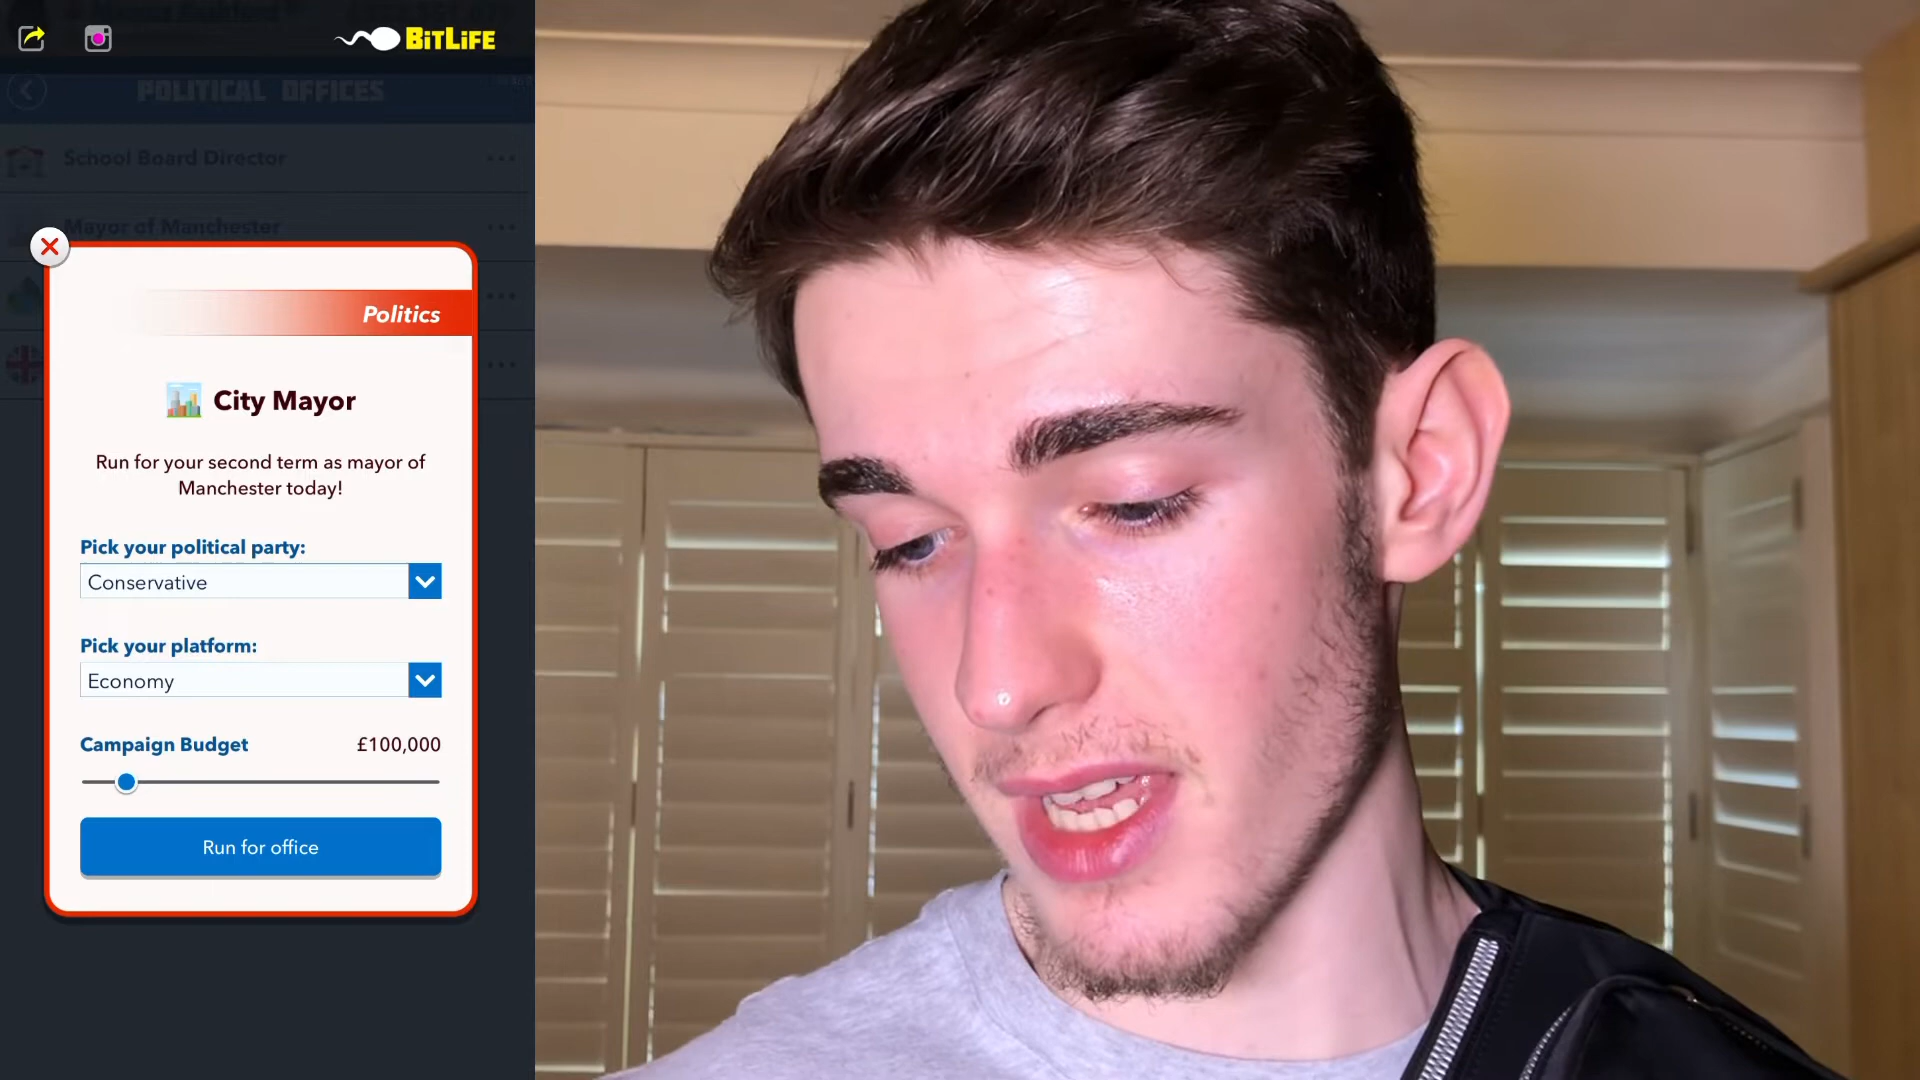 BITLIFE
POLITICAL OFFICES
School Board Director
Mayor of Manchester
Politics
City Mayor
Run for your second term as mayor of
Manchester today!
Pick your political party:
Conservative
Pick your platform:
Economy
Campaign Budget £100,000
Run for office